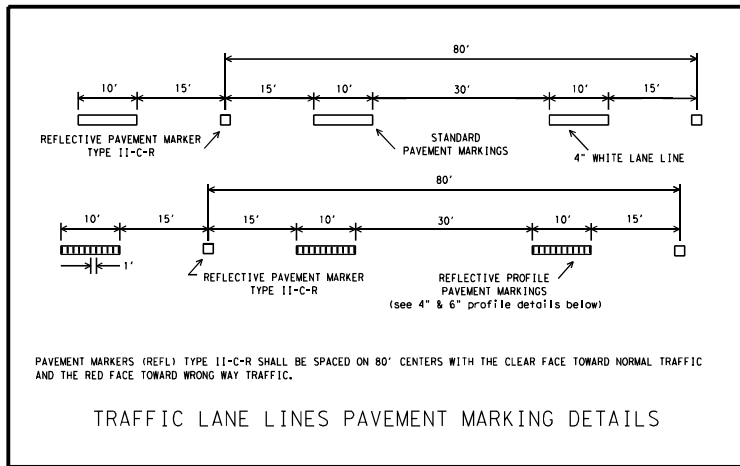 80'
10' 15' 15' 10' 30' 10' 15'
REFLECTIVE PAVEMENT MARKER
TYPE II-C-R
STANDARD
PAVEMENT MARKINGS
4" WHITE LANE LINE
80'
10' 15' 15' 10' 30' 10' 15'
1'
REFLECTIVE PAVEMENT MARKER
TYPE II-C-R
REFLECTIVE PROFILE
PAVEMENT MARKINGS
(see 4" & 6" profile details below)
PAVEMENT MARKERS (REFL) TYPE II-C-R SHALL BE SPACED ON 80' CENTERS WITH THE CLEAR FACE TOWARD NORMAL TRAFFIC
AND THE RED FACE TOWARD WRONG WAY TRAFFIC.
TRAFFIC LANE LINES PAVEMENT MARKING DETAILS